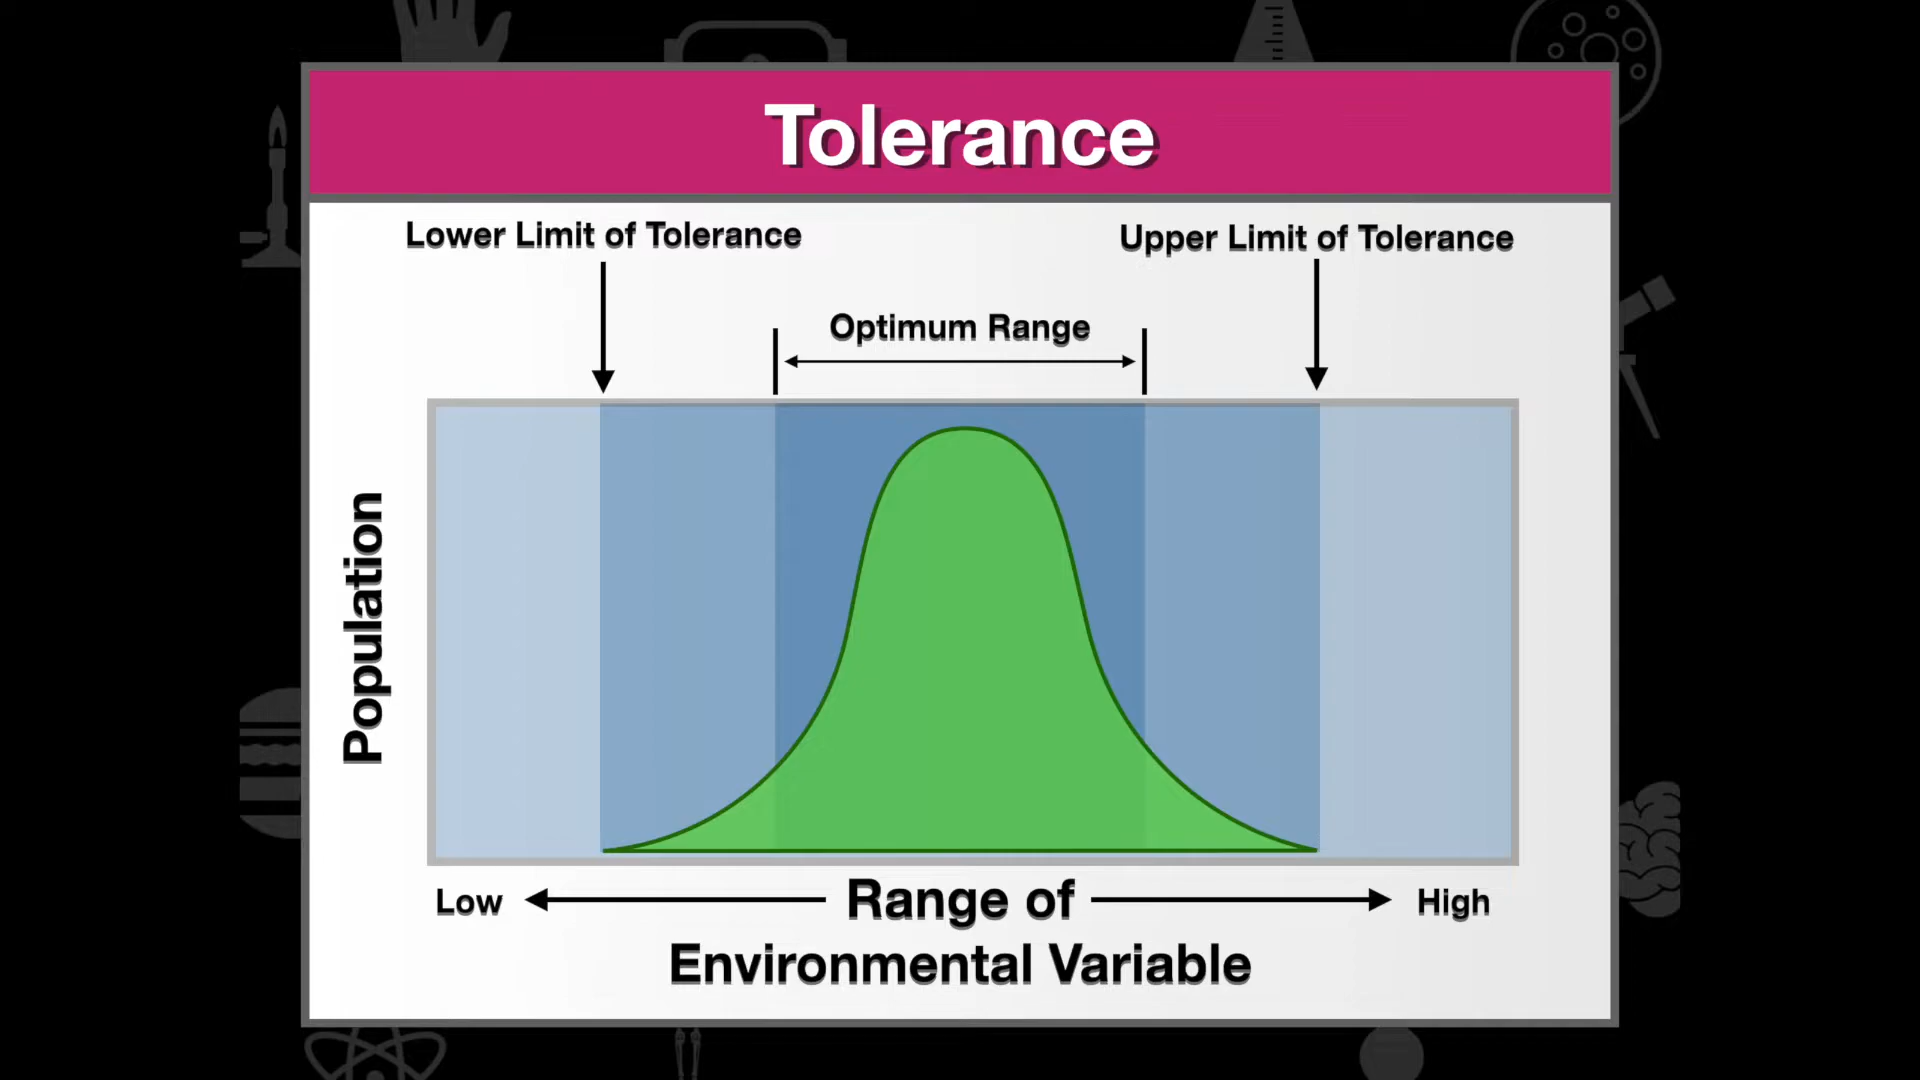 Tolerance
Lower Limit of Tolerance
Upper Limit of Tolerance
Optimum Range
Population
Low
Range of
High
Environmental Variable